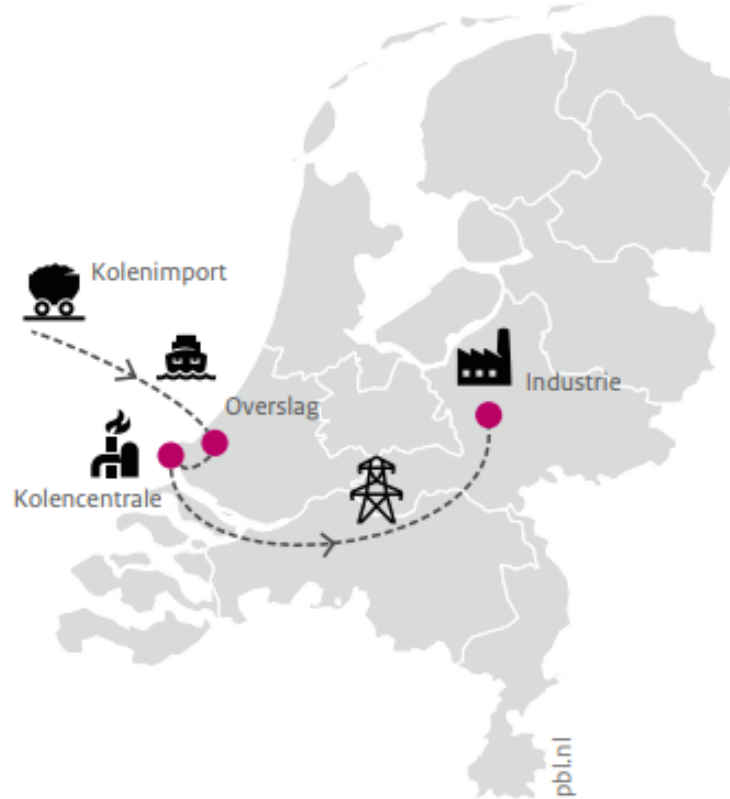 Kolenimport
Overslag
Industrie
Kolencentrale
pbl.nl